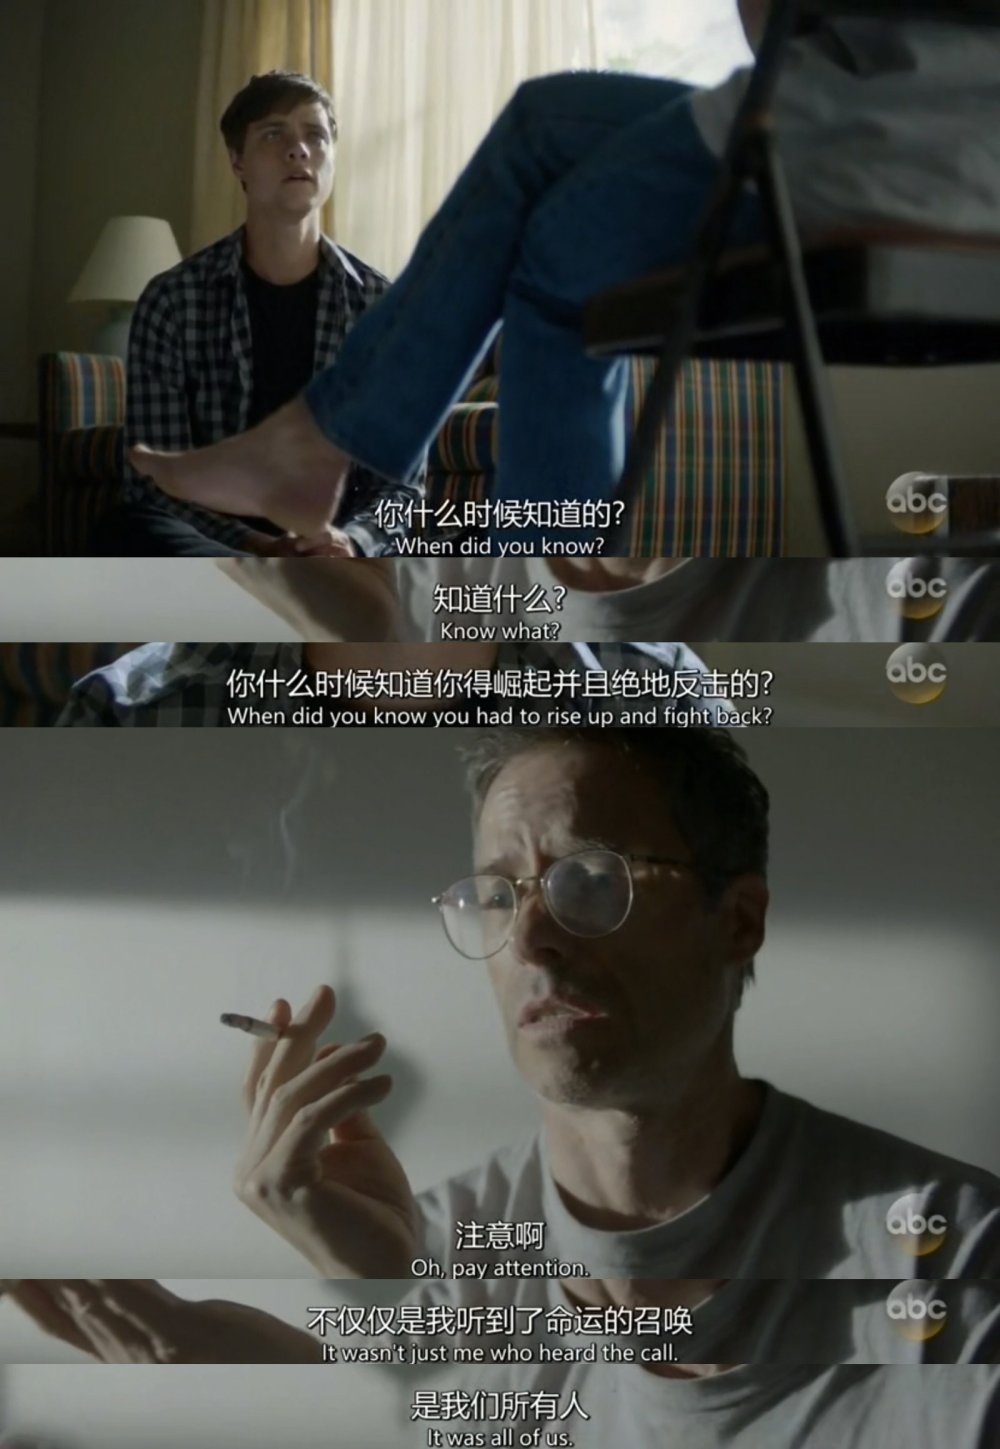 你什么时候知道的?
When did you know?
abc
知道什么?
Know what?
abc
你什么时候知道你得崛起并且绝地反击的?
When did you know you had to rise up and fight back?
abc
注意啊
Oh, pay attention.
abc
不仅仅是我听到了命运的召唤
It wasn't just me who heard the call.
abc
是我们所有人
It was all of us.